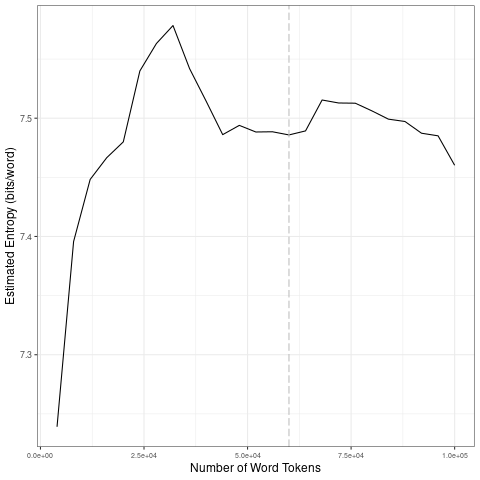 Estimated Entropy (bits/word)
7.5
7.4
7.3
0.0e+00 2.5e+04 5.0e+04 7.5e+04 1.0e+05
Number of Word Tokens